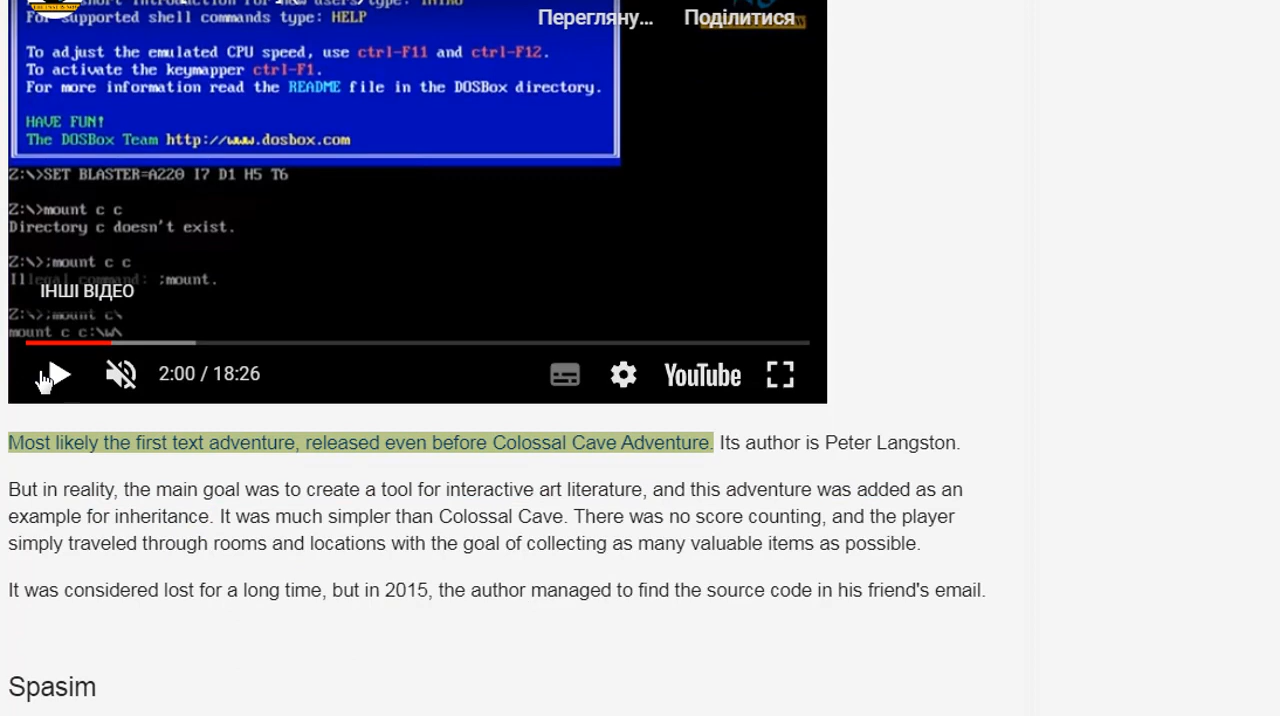 For supported shell commands type: HELP
Перегляну... Поділитися
To adjust the emulated CPU speed, use ctrl-F11 and ctrl-F12.
To activate the keymapper ctrl-F1.
For more information read the README file in the DOSBox directory.
HAVE FUN!
The DOSBox Team http://www.dosbox.com
Z:\>SET BLASTER=A220 I7 D1 H5 T6
Z:\>mount c c
Directory c doesn't exist.
Z:\>;mount c c
Illegal command: ;mount.
ІНШІ ВІДЕО
Z:\>;mount c\
mount c c:\W\
2:00 / 18:26
YouTube
Most likely the first text adventure, released even before Colossal Cave Adventure. Its author is Peter Langston.
But in reality, the main goal was to create a tool for interactive art literature, and this adventure was added as an
example for inheritance. It was much simpler than Colossal Cave. There was no score counting, and the player
simply traveled through rooms and locations with the goal of collecting as many valuable items as possible.
It was considered lost for a long time, but in 2015, the author managed to find the source code in his friend's email.
Spasim